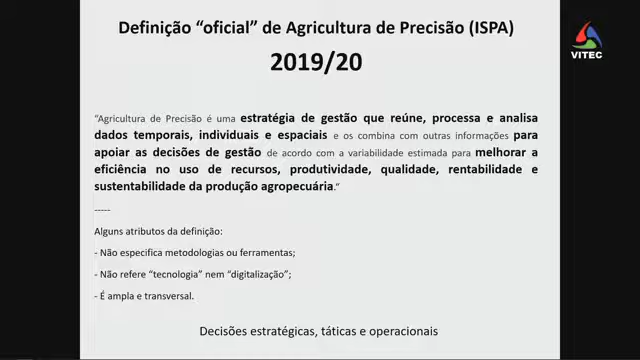 Definição “oficial” de Agricultura de Precisão (ISPA)
2019/20
VITEC
“Agricultura de Precisão é uma estratégia de gestão que reúne, processa e analisa
dados temporais, individuais e espaciais e os combina com outras informações para
apoiar as decisões de gestão de acordo com a variabilidade estimada para melhorar a
eficiência no uso de recursos, produtividade, qualidade, rentabilidade e
sustentabilidade da produção agropecuária.“
-----
Alguns atributos da definição:
- Não especifica metodologias ou ferramentas;
- Não refere “tecnologia” nem “digitalização”;
- É ampla e transversal.
Decisões estratégicas, táticas e operacionais